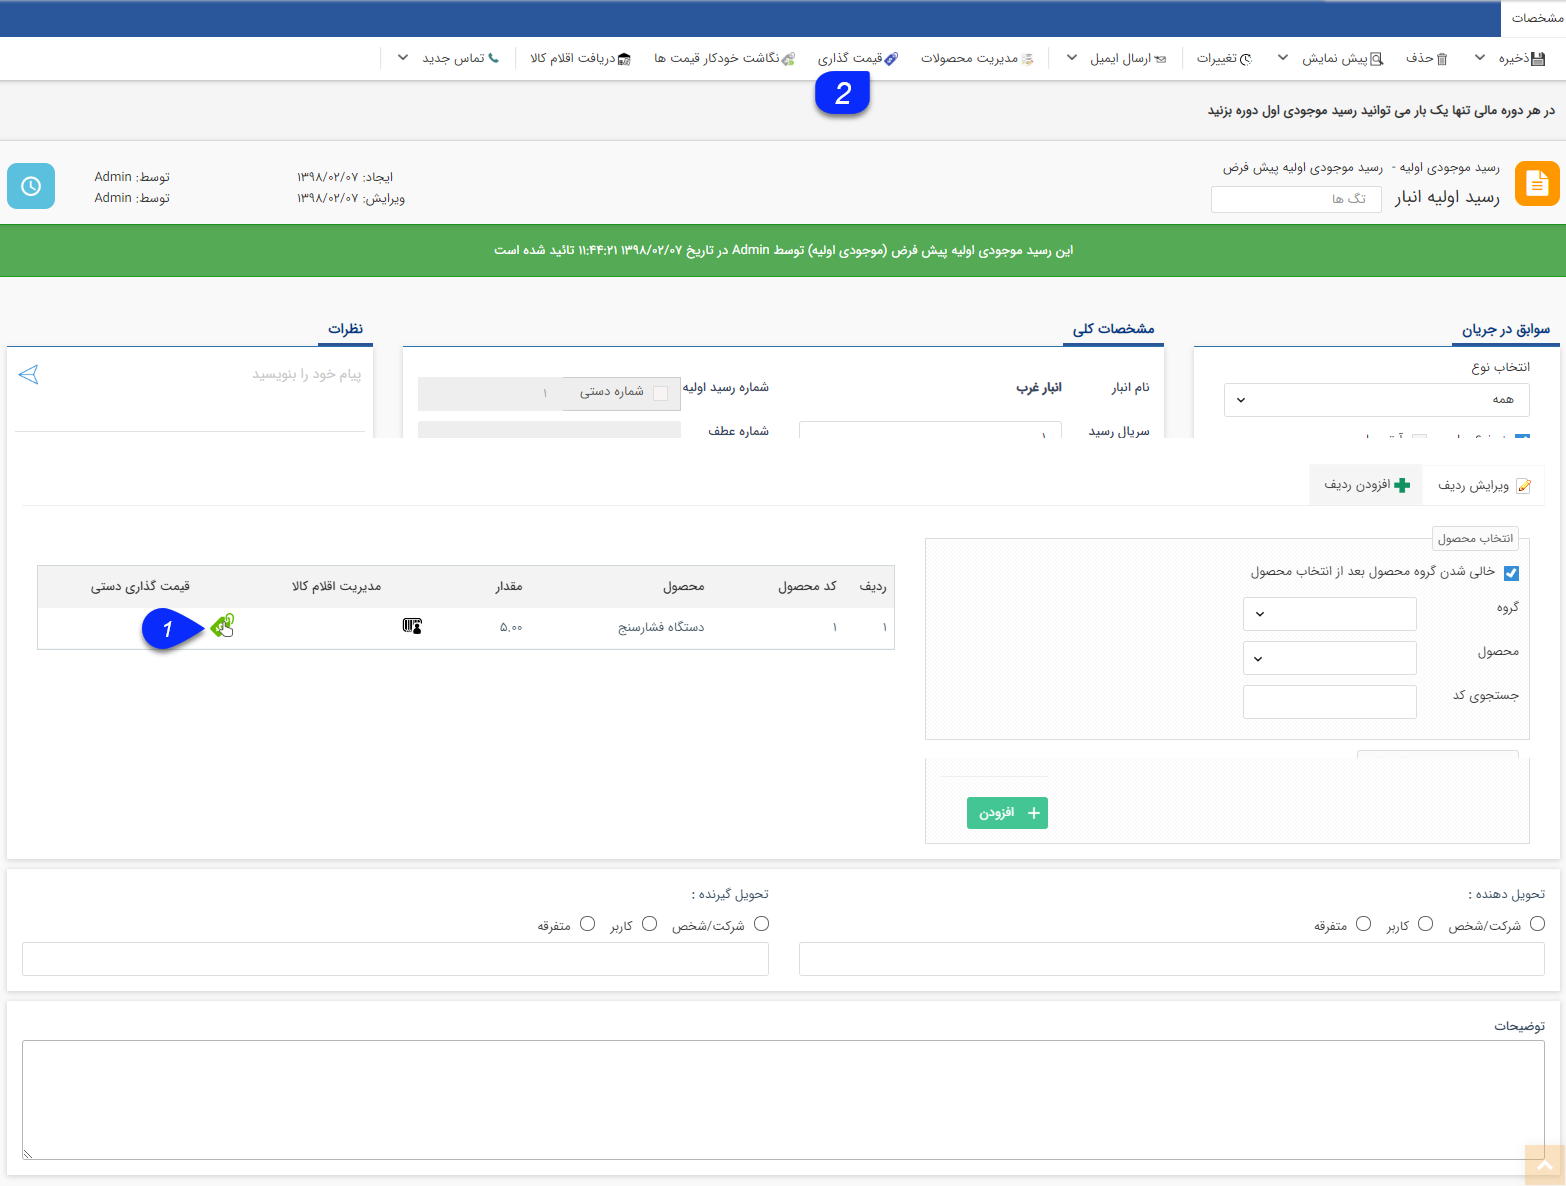 مشخصات
ذخیره حذف پیش نمایش تغییرات ارسال ایمیل مدیریت محصولات قیمت گذاری نگاشت خودکار قیمت ها دریافت اقلام کالا تماس جدید
2
در هر دوره مالی تنها یک بار می توانید رسید موجودی اول دوره بزنید
رسید موجودی اولیه - رسید موجودی اولیه پیش فرض
رسید اولیه انبار تگ ها
ایجاد: ۱۳۹۸/۰۲/۰۷ توسط: Admin
ویرایش: ۱۳۹۸/۰۲/۰۷ توسط: Admin
این رسید موجودی اولیه پیش فرض (موجودی اولیه) توسط Admin در تاریخ ۱۳۹۸/۰۲/۰۷ ۱۱:۴۴:۲۱ تائید شده است
سوابق در جریان
انتخاب نوع
همه
مشخصات کلی
نام انبار انبار غرب شماره رسید اولیه شماره دستی ۱
سریال رسید ۱ شماره عطف
نظرات
پیام خود را بنویسید
ویرایش ردیف افزودن ردیف
انتخاب محصول
خالی شدن گروه محصول بعد از انتخاب محصول
گروه
محصول
جستجوی کد
افزودن
ردیف کد محصول محصول مقدار مدیریت اقلام کالا قیمت گذاری دستی
۱ ۱ دستگاه فشارسنج ۵,۰۰ 1
تحویل دهنده :
شرکت/شخص کاربر متفرقه
تحویل گیرنده :
شرکت/شخص کاربر متفرقه
توضیحات